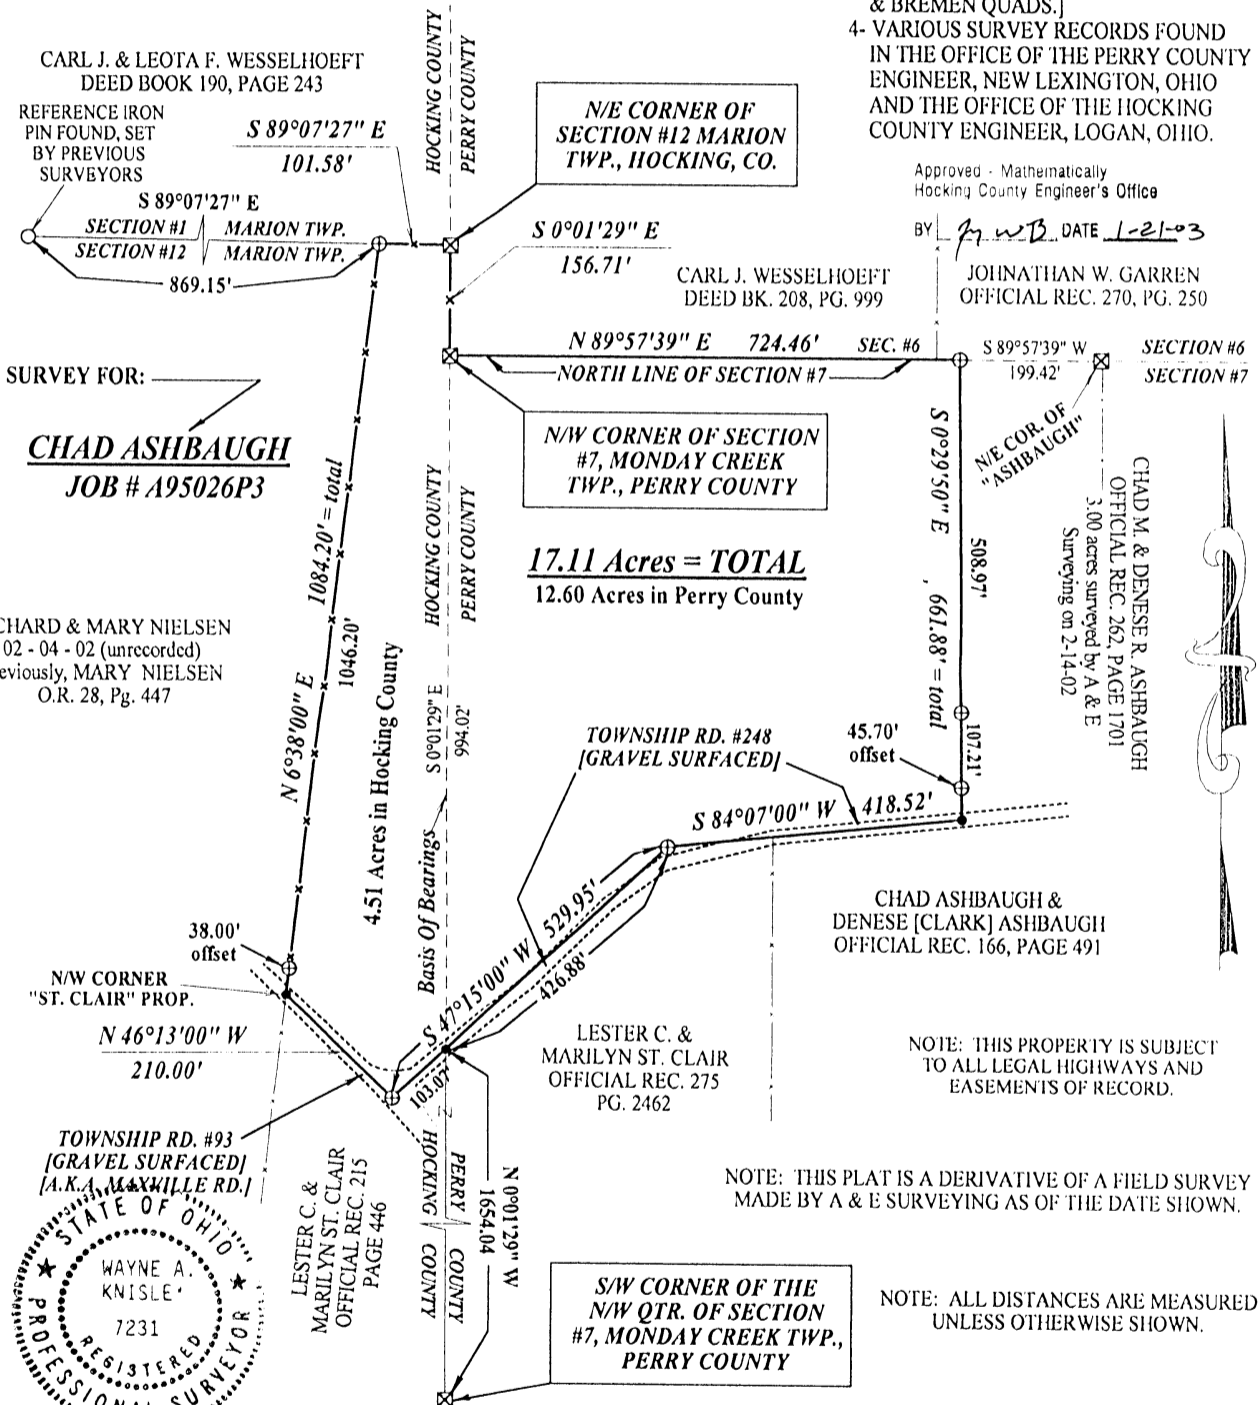 & BREMEN QUADS.]
4- VARIOUS SURVEY RECORDS FOUND
IN THE OFFICE OF THE PERRY COUNTY
ENGINEER, NEW LEXINGTON, OHIO
AND THE OFFICE OF THE HOCKING
COUNTY ENGINEER, LOGAN, OHIO.
CARL J. & LEOTA F. WESSELHOEFT
DEED BOOK 190, PAGE 243
REFERENCE IRON
PIN FOUND, SET
BY PREVIOUS
SURVEYORS
S 89°07'27" E
101.58'
HOCKING COUNTY
PERRY COUNTY
N/E CORNER OF
SECTION #12 MARION
TWP., HOCKING, CO.
Approved - Mathematically
Hocking County Engineer's Office
BY DATE 1-21-03
S 89°07'27" E
SECTION #1 MARION TWP.
SECTION #12 MARION TWP.
869.15'
S 0°01'29" E
156.71'
CARL J. WESSELHOEFT
DEED BK. 208, PG. 999
JOHNATHAN W. GARREN
OFFICIAL REC. 270, PG. 250
N 89°57'39" E 724.46' SEC. #6
NORTH LINE OF SECTION #7
S 89°57'39" W
199.42'
SECTION #6
SECTION #7
SURVEY FOR:
CHAD ASHBAUGH
JOB # A95026P3
N/W CORNER OF SECTION
#7, MONDAY CREEK
TWP., PERRY COUNTY
N/E COR. OF
"ASHBAUGH"
CHAD M. & DENESE R. ASHBAUGH
OFFICIAL REC. 262, PAGE 1701
3.00 acres surveyed by A & E
Surveying on 2-14-02
HOCKING COUNTY
PERRY COUNTY
17.11 Acres = TOTAL
12.60 Acres in Perry County
S 0°29'50" E , 661.88' = total
508.97'
107.21'
N 6°38'00" E 1084.20' = total
1046.20'
4.51 Acres in Hocking County
CHARD & MARY NIELSEN
02 - 04 - 02 (unrecorded)
eviously, MARY NIELSEN
O.R. 28, Pg. 447
Basis Of Bearings S 0°01'29" E
994.02'
TOWNSHIP RD. #248
[GRAVEL SURFACED]
45.70'
offset
S 84°07'00" W 418.52'
S 47°15'00" W 529.95'
426.88'
103.07'
CHAD ASHBAUGH &
DENESE [CLARK] ASHBAUGH
OFFICIAL REC. 166, PAGE 491
38.00'
offset
N/W CORNER
"ST. CLAIR" PROP.
N 46°13'00" W
210.00'
LESTER C. &
MARILYN ST. CLAIR
OFFICIAL REC. 275
PG. 2462
NOTE: THIS PROPERTY IS SUBJECT
TO ALL LEGAL HIGHWAYS AND
EASEMENTS OF RECORD.
TOWNSHIP RD. #93
[GRAVEL SURFACED]
[A.K.A. MAXVILLE RD.]
LESTER C. &
MARILYN ST. CLAIR
OFFICIAL REC. 215
PAGE 446
HOCKING COUNTY
PERRY COUNTY
N 0°01'29" W
1654.04
NOTE: THIS PLAT IS A DERIVATIVE OF A FIELD SURVEY
MADE BY A & E SURVEYING AS OF THE DATE SHOWN.
STATE OF OHIO
WAYNE A.
KNISLE
7231
REGISTERED
PROFESSIONAL SURVEYOR
S/W CORNER OF THE
N/W QTR. OF SECTION
#7, MONDAY CREEK TWP.,
PERRY COUNTY
NOTE: ALL DISTANCES ARE MEASURED
UNLESS OTHERWISE SHOWN.